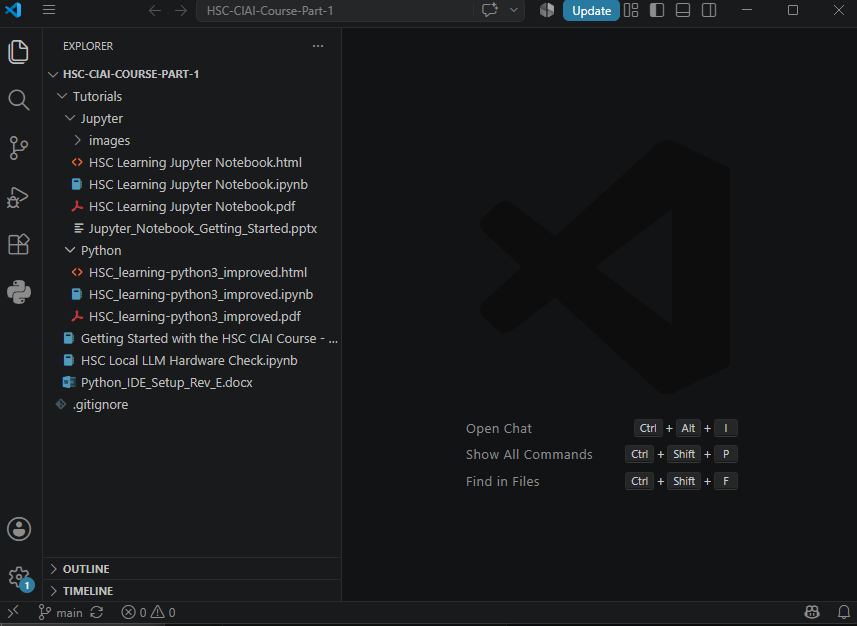 HSC-CIAI-Course-Part-1
Update
EXPLORER
HSC-CIAI-COURSE-PART-1
Tutorials
Jupyter
images
HSC Learning Jupyter Notebook.html
HSC Learning Jupyter Notebook.ipynb
HSC Learning Jupyter Notebook.pdf
Jupyter_Notebook_Getting_Started.pptx
Python
HSC_learning-python3_improved.html
HSC_learning-python3_improved.ipynb
HSC_learning-python3_improved.pdf
Getting Started with the HSC CIAI Course - ...
HSC Local LLM Hardware Check.ipynb
Python_IDE_Setup_Rev_E.docx
.gitignore
Open Chat Ctrl + Alt + I
Show All Commands Ctrl + Shift + P
Find in Files Ctrl + Shift + F
OUTLINE
1
TIMELINE
main 0 0